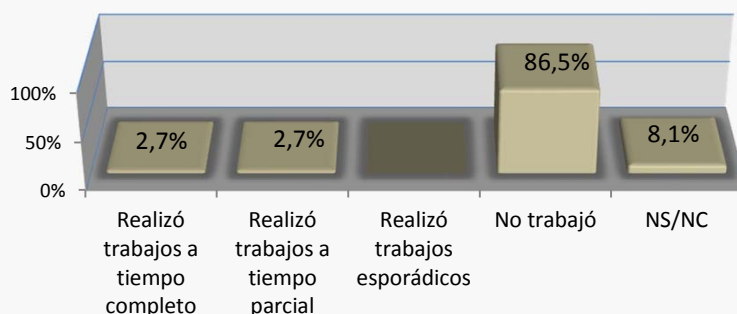 86,5%
100%
2,7%
2,7%
8,1%
50%
0%
Realizó
trabajos a
tiempo
completo
Realizó
trabajos a
tiempo
parcial
Realizó
trabajos
esporádicos
No trabajó
NS/NC